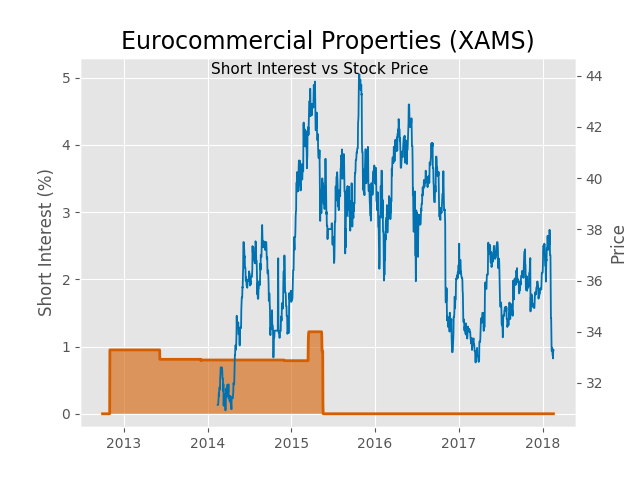 Eurocommercial Properties (XAMS)
Short Interest vs Stock Price
Short Interest (%)
5
4
3
2
1
0
44
42
40
38
36
34
32
Price
2013 2014 2015 2016 2017 2018